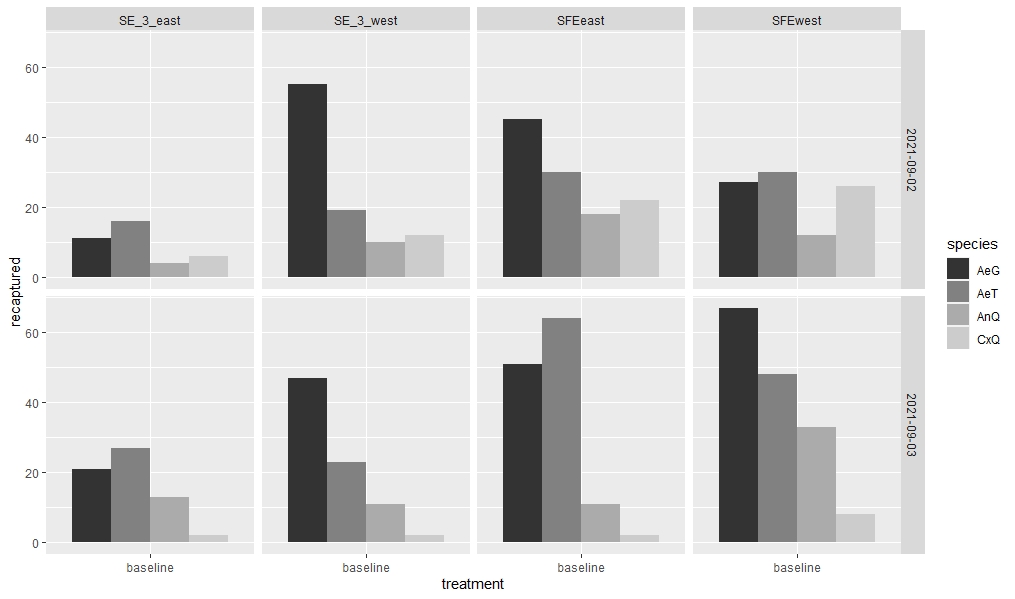 SE_3_east SE_3_west SFEeast SFEwest
60
40
20
0
2021-09-02
60
40
20
0
2021-09-03
recaptured
baseline baseline baseline baseline
treatment
species
AeG
AeT
AnQ
CxQ